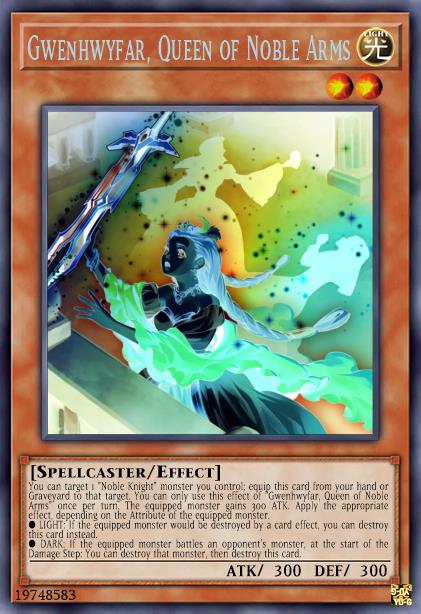 Gwenhwyfar, Queen of Noble Arms
LIGHT
光
[Spellcaster/Effect]
You can target 1 "Noble Knight" monster you control; equip this card from your hand or
Graveyard to that target. You can only use this effect of "Gwenhwyfar, Queen of Noble
Arms" once per turn. The equipped monster gains 300 ATK. Apply the appropriate
effect, depending on the Attribute of the equipped monster.
● LIGHT: If the equipped monster would be destroyed by a card effect, you can destroy
this card instead.
● DARK: If the equipped monster battles an opponent's monster, at the start of the
Damage Step: You can destroy that monster, then destroy this card.
ATK/ 300 DEF/ 300
19748583